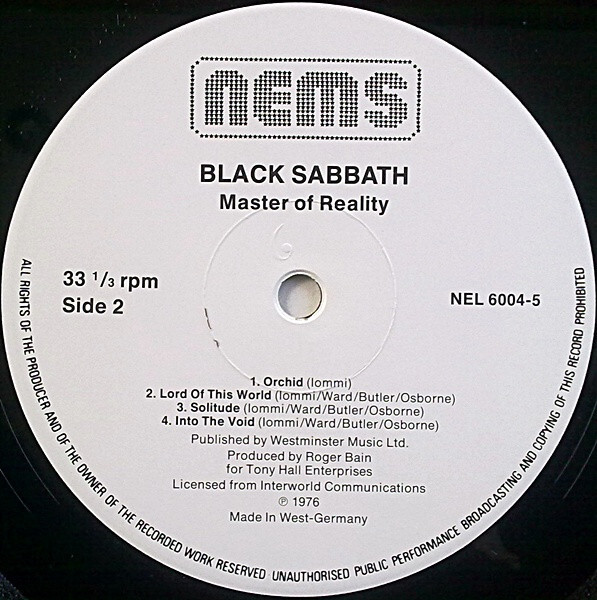 NEMS
BLACK SABBATH
Master of Reality
33 1/3 rpm
Side 2
NEL 6004-5
1. Orchid (Iommi)
2. Lord Of This World (Iommi/Ward/Butler/Osborne)
3. Solitude (Iommi/Ward/Butler/Osborne)
4. Into The Void (Iommi/Ward/Butler/Osborne)
Published by Westminster Music Ltd.
Produced by Roger Bain
for Tony Hall Enterprises
Licensed from Interworld Communications
℗ 1976
Made In West-Germany
ALL RIGHTS OF THE PRODUCER AND OF THE OWNER OF THE RECORDED WORK RESERVED · UNAUTHORISED PUBLIC PERFORMANCE BROADCASTING AND COPYING OF THIS RECORD PROHIBITED